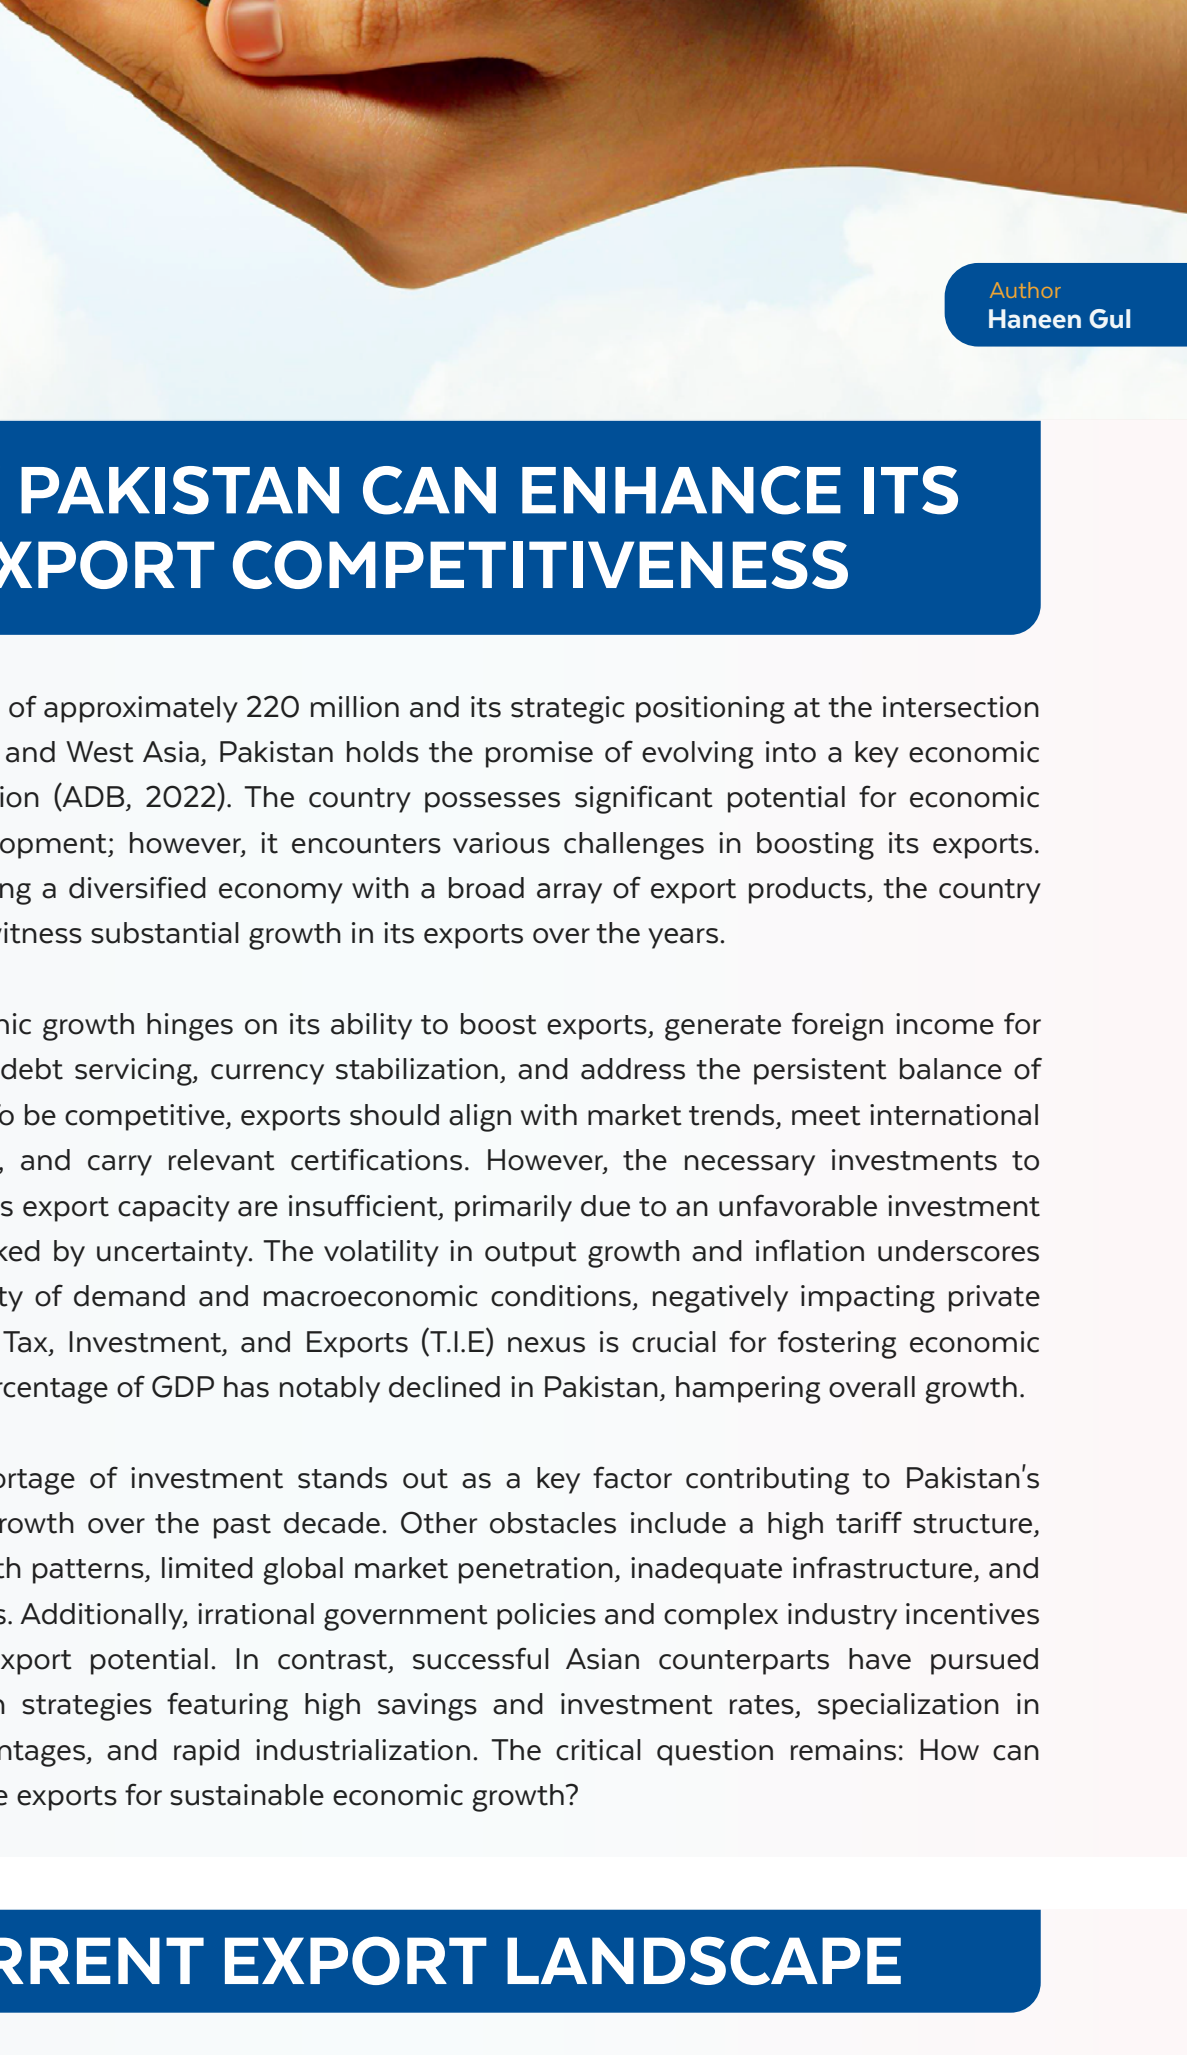 Author
Haneen Gul
PAKISTAN CAN ENHANCE ITS
XPORT COMPETITIVENESS
of approximately 220 million and its strategic positioning at the intersection
and West Asia, Pakistan holds the promise of evolving into a key economic
ion (ADB, 2022). The country possesses significant potential for economic
opment; however, it encounters various challenges in boosting its exports.
ng a diversified economy with a broad array of export products, the country
itness substantial growth in its exports over the years.
nic growth hinges on its ability to boost exports, generate foreign income for
debt servicing, currency stabilization, and address the persistent balance of
o be competitive, exports should align with market trends, meet international
, and carry relevant certifications. However, the necessary investments to
s export capacity are insufficient, primarily due to an unfavorable investment
ked by uncertainty. The volatility in output growth and inflation underscores
ty of demand and macroeconomic conditions, negatively impacting private
Tax, Investment, and Exports (T.I.E) nexus is crucial for fostering economic
rcentage of GDP has notably declined in Pakistan, hampering overall growth.
ortage of investment stands out as a key factor contributing to Pakistan's
rowth over the past decade. Other obstacles include a high tariff structure,
th patterns, limited global market penetration, inadequate infrastructure, and
s. Additionally, irrational government policies and complex industry incentives
xport potential. In contrast, successful Asian counterparts have pursued
n strategies featuring high savings and investment rates, specialization in
ntages, and rapid industrialization. The critical question remains: How can
e exports for sustainable economic growth?
RRENT EXPORT LANDSCAPE